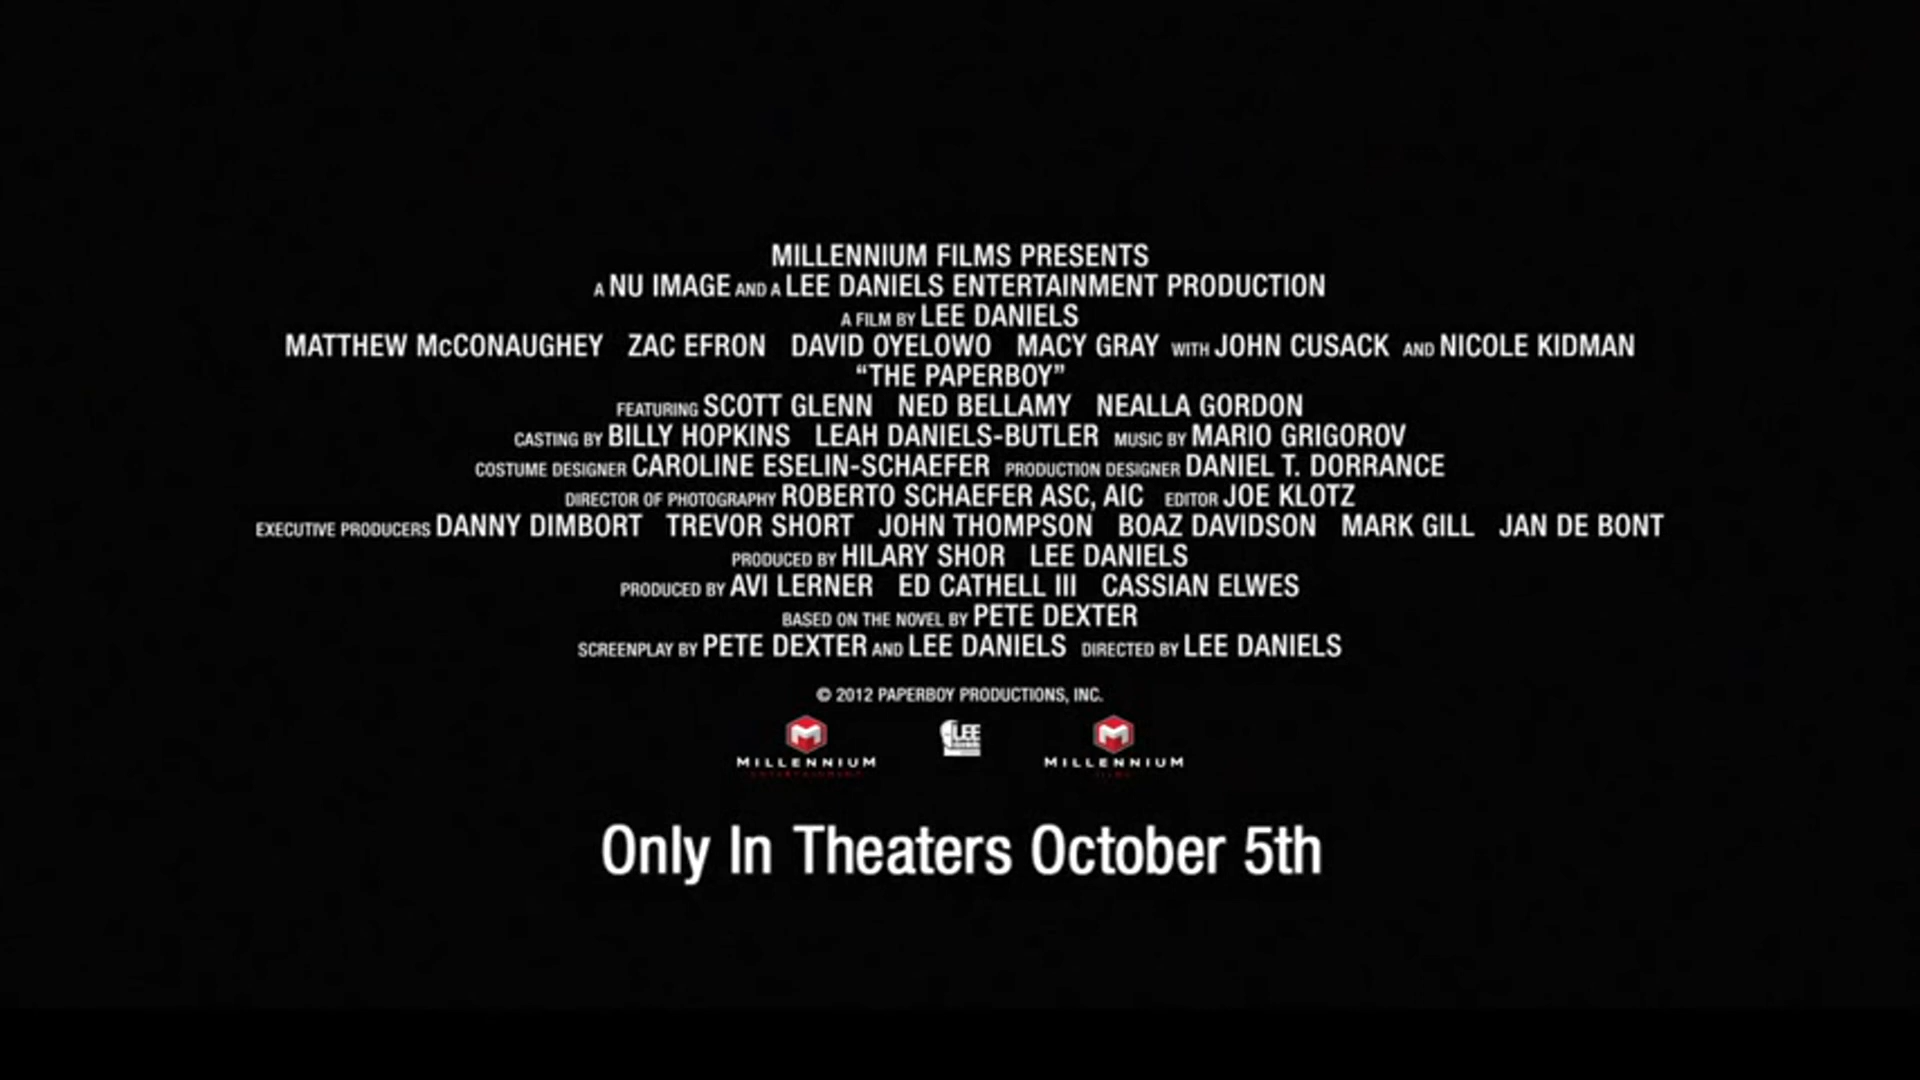 MILLENNIUM FILMS PRESENTS
A NU IMAGE AND A LEE DANIELS ENTERTAINMENT PRODUCTION
A FILM BY LEE DANIELS
MATTHEW McCONAUGHEY ZAC EFRON DAVID OYELOWO MACY GRAY WITH JOHN CUSACK AND NICOLE KIDMAN
“THE PAPERBOY”
FEATURING SCOTT GLENN NED BELLAMY NEALLA GORDON
CASTING BY BILLY HOPKINS LEAH DANIELS-BUTLER MUSIC BY MARIO GRIGOROV
COSTUME DESIGNER CAROLINE ESELIN-SCHAEFER PRODUCTION DESIGNER DANIEL T. DORRANCE
DIRECTOR OF PHOTOGRAPHY ROBERTO SCHAEFER ASC, AIC EDITOR JOE KLOTZ
EXECUTIVE PRODUCERS DANNY DIMBORT TREVOR SHORT JOHN THOMPSON BOAZ DAVIDSON MARK GILL JAN DE BONT
PRODUCED BY HILARY SHOR LEE DANIELS
PRODUCED BY AVI LERNER ED CATHELL III CASSIAN ELWES
BASED ON THE NOVEL BY PETE DEXTER
SCREENPLAY BY PETE DEXTER AND LEE DANIELS DIRECTED BY LEE DANIELS
© 2012 PAPERBOY PRODUCTIONS, INC.
MILLENNIUM LEE MILLENNIUM
Only In Theaters October 5th